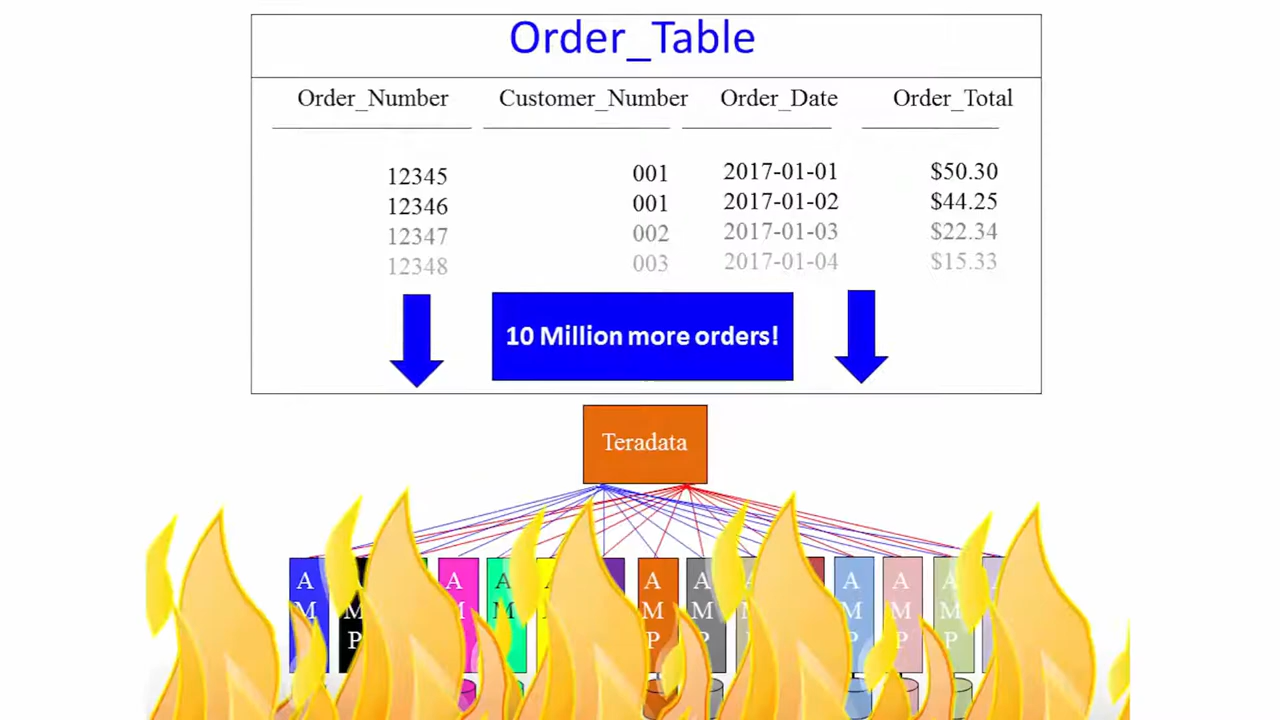 Order_Table
Order_Number Customer_Number Order_Date Order_Total
12345 001 2017-01-01 $50.30
12346 001 2017-01-02 $44.25
12347 002 2017-01-03 $22.34
12348 003 2017-01-04 $15.33
10 Million more orders!
Teradata
A A A A A A A A A
M M M M M M M M M M
P P P P P P